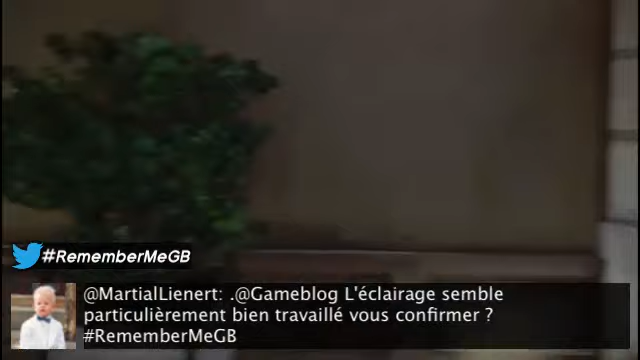 #RememberMeGB
@MartialLienert: .@Gameblog L'éclairage semble
particulièrement bien travaillé vous confirmer ?
#RememberMeGB